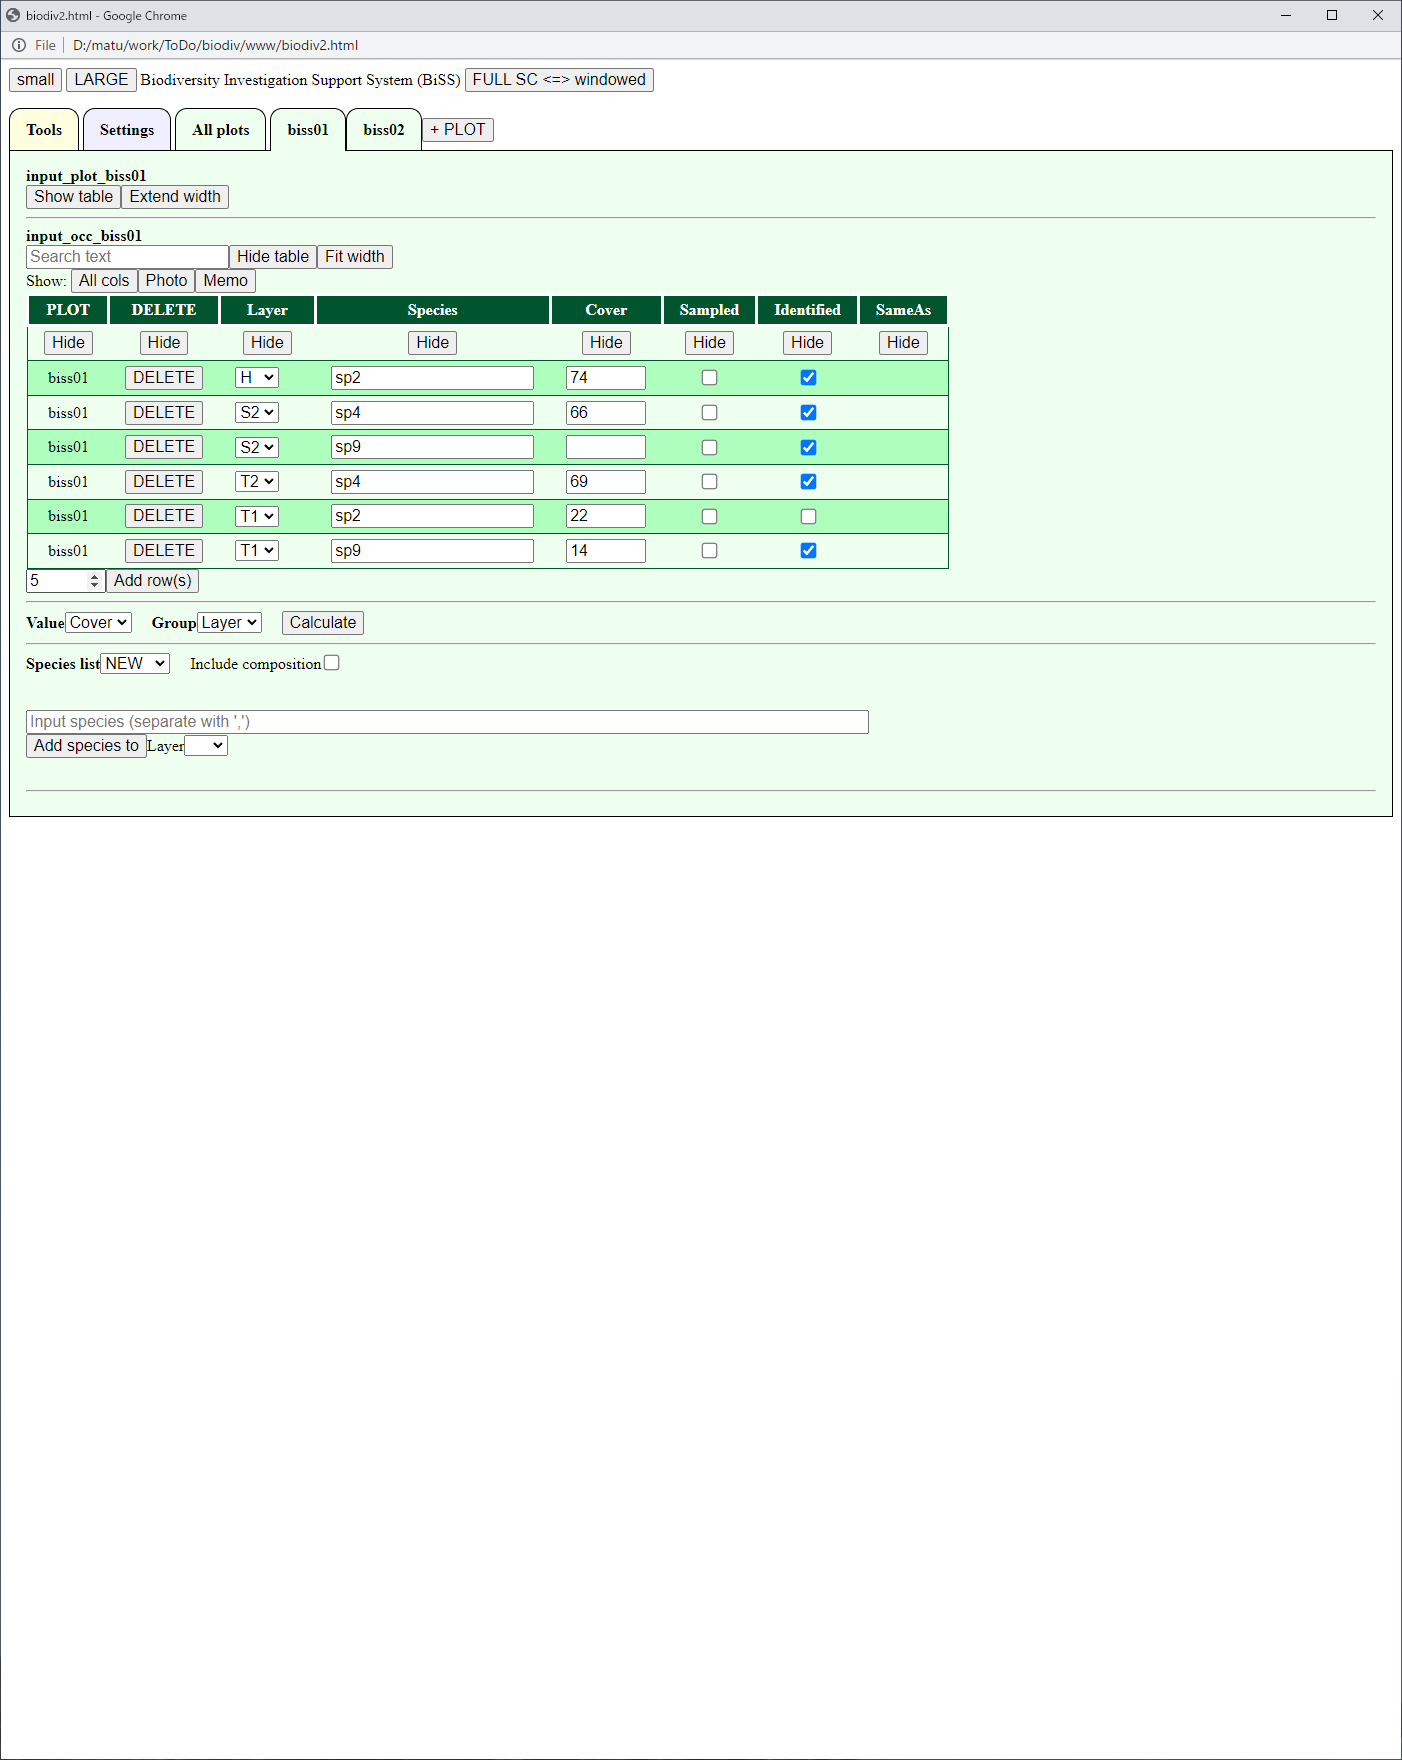 biodiv2.html - Google Chrome
File D:/matu/work/ToDo/biodiv/www/biodiv2.html
small LARGE Biodiversity Investigation Support System (BiSS) FULL SC <=> windowed
Tools Settings All plots biss01 biss02 + PLOT
input_plot_biss01
Show table Extend width
input_occ_biss01
Search text Hide table Fit width
Show: All cols Photo Memo
PLOT DELETE Layer Species Cover Sampled Identified SameAs
Hide Hide Hide Hide Hide Hide Hide Hide
biss01 DELETE H sp2 74
biss01 DELETE S2 sp4 66
biss01 DELETE S2 sp9
biss01 DELETE T2 sp4 69
biss01 DELETE T1 sp2 22
biss01 DELETE T1 sp9 14
5 Add row(s)
Value Cover Group Layer Calculate
Species list NEW Include composition
Input species (separate with ',')
Add species to Layer